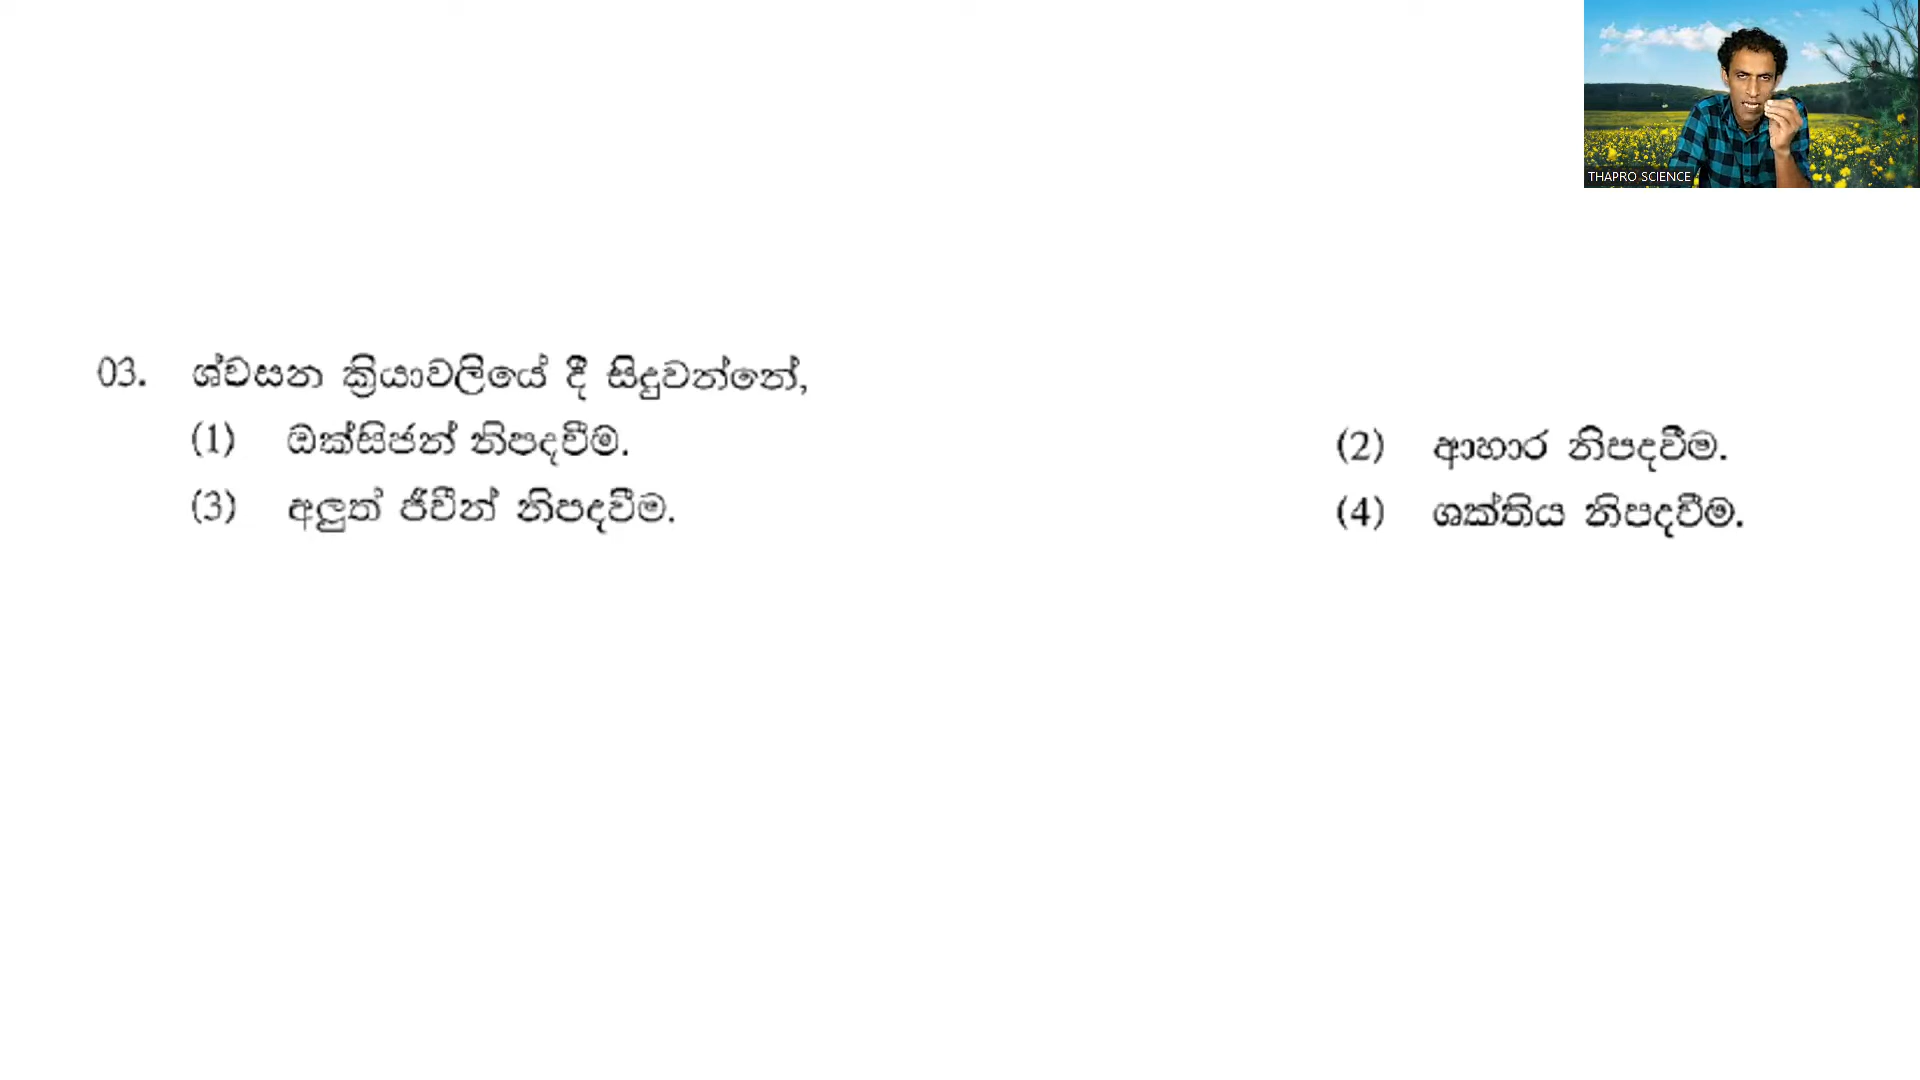 THAPRO SCIENCE
03. ශ්වසන ක්‍රියාවලියේ දී සිදුවන්නේ,
(1) ඔක්සිජන් නිපදවීම.
(2) ආහාර නිපදවීම.
(3) අලුත් ජීවීන් නිපදවීම.
(4) ශක්තිය නිපදවීම.